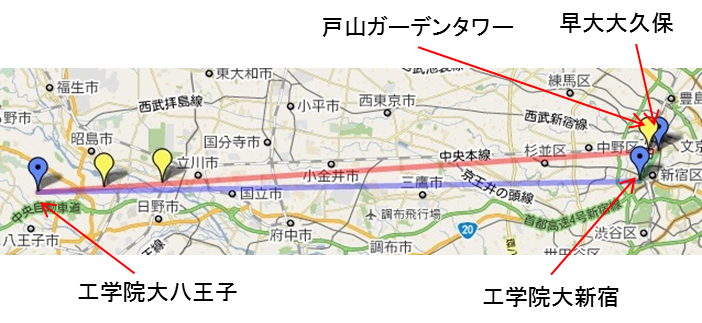 戸山ガーデンタワー
早大大久保
東大和市
練馬区
福生市
西武拝島線
小平市
西東京市
豊島
昭島市
国分寺市
西武新宿線
中野区
文京
立川市
小金井市
中央本線
杉並区
新宿区
国立市
三鷹市
京王井の頭線
中央自動車道
日野市
調布飛行場
首都高速4号新宿線
八王子市
府中市
調布市
20
渋谷区
世田谷区
工学院大八王子
工学院大新宿